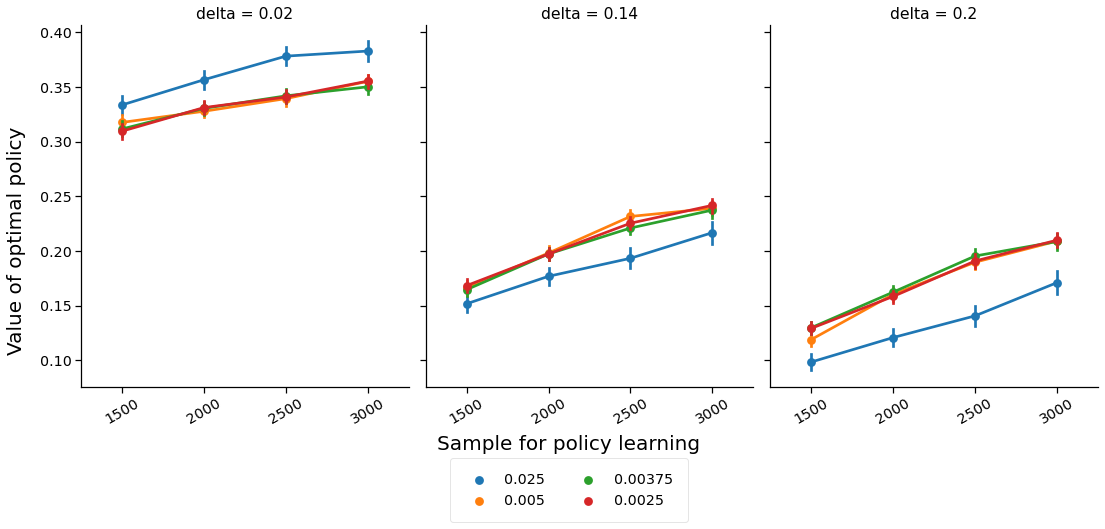 delta = 0.02
delta = 0.14
delta = 0.2
Value of optimal policy
0.40
0.35
0.30
0.25
0.20
0.15
0.10
1500 2000 2500 3000
1500 2000 2500 3000
1500 2000 2500 3000
Sample for policy learning
0.025 0.00375
0.005 0.0025